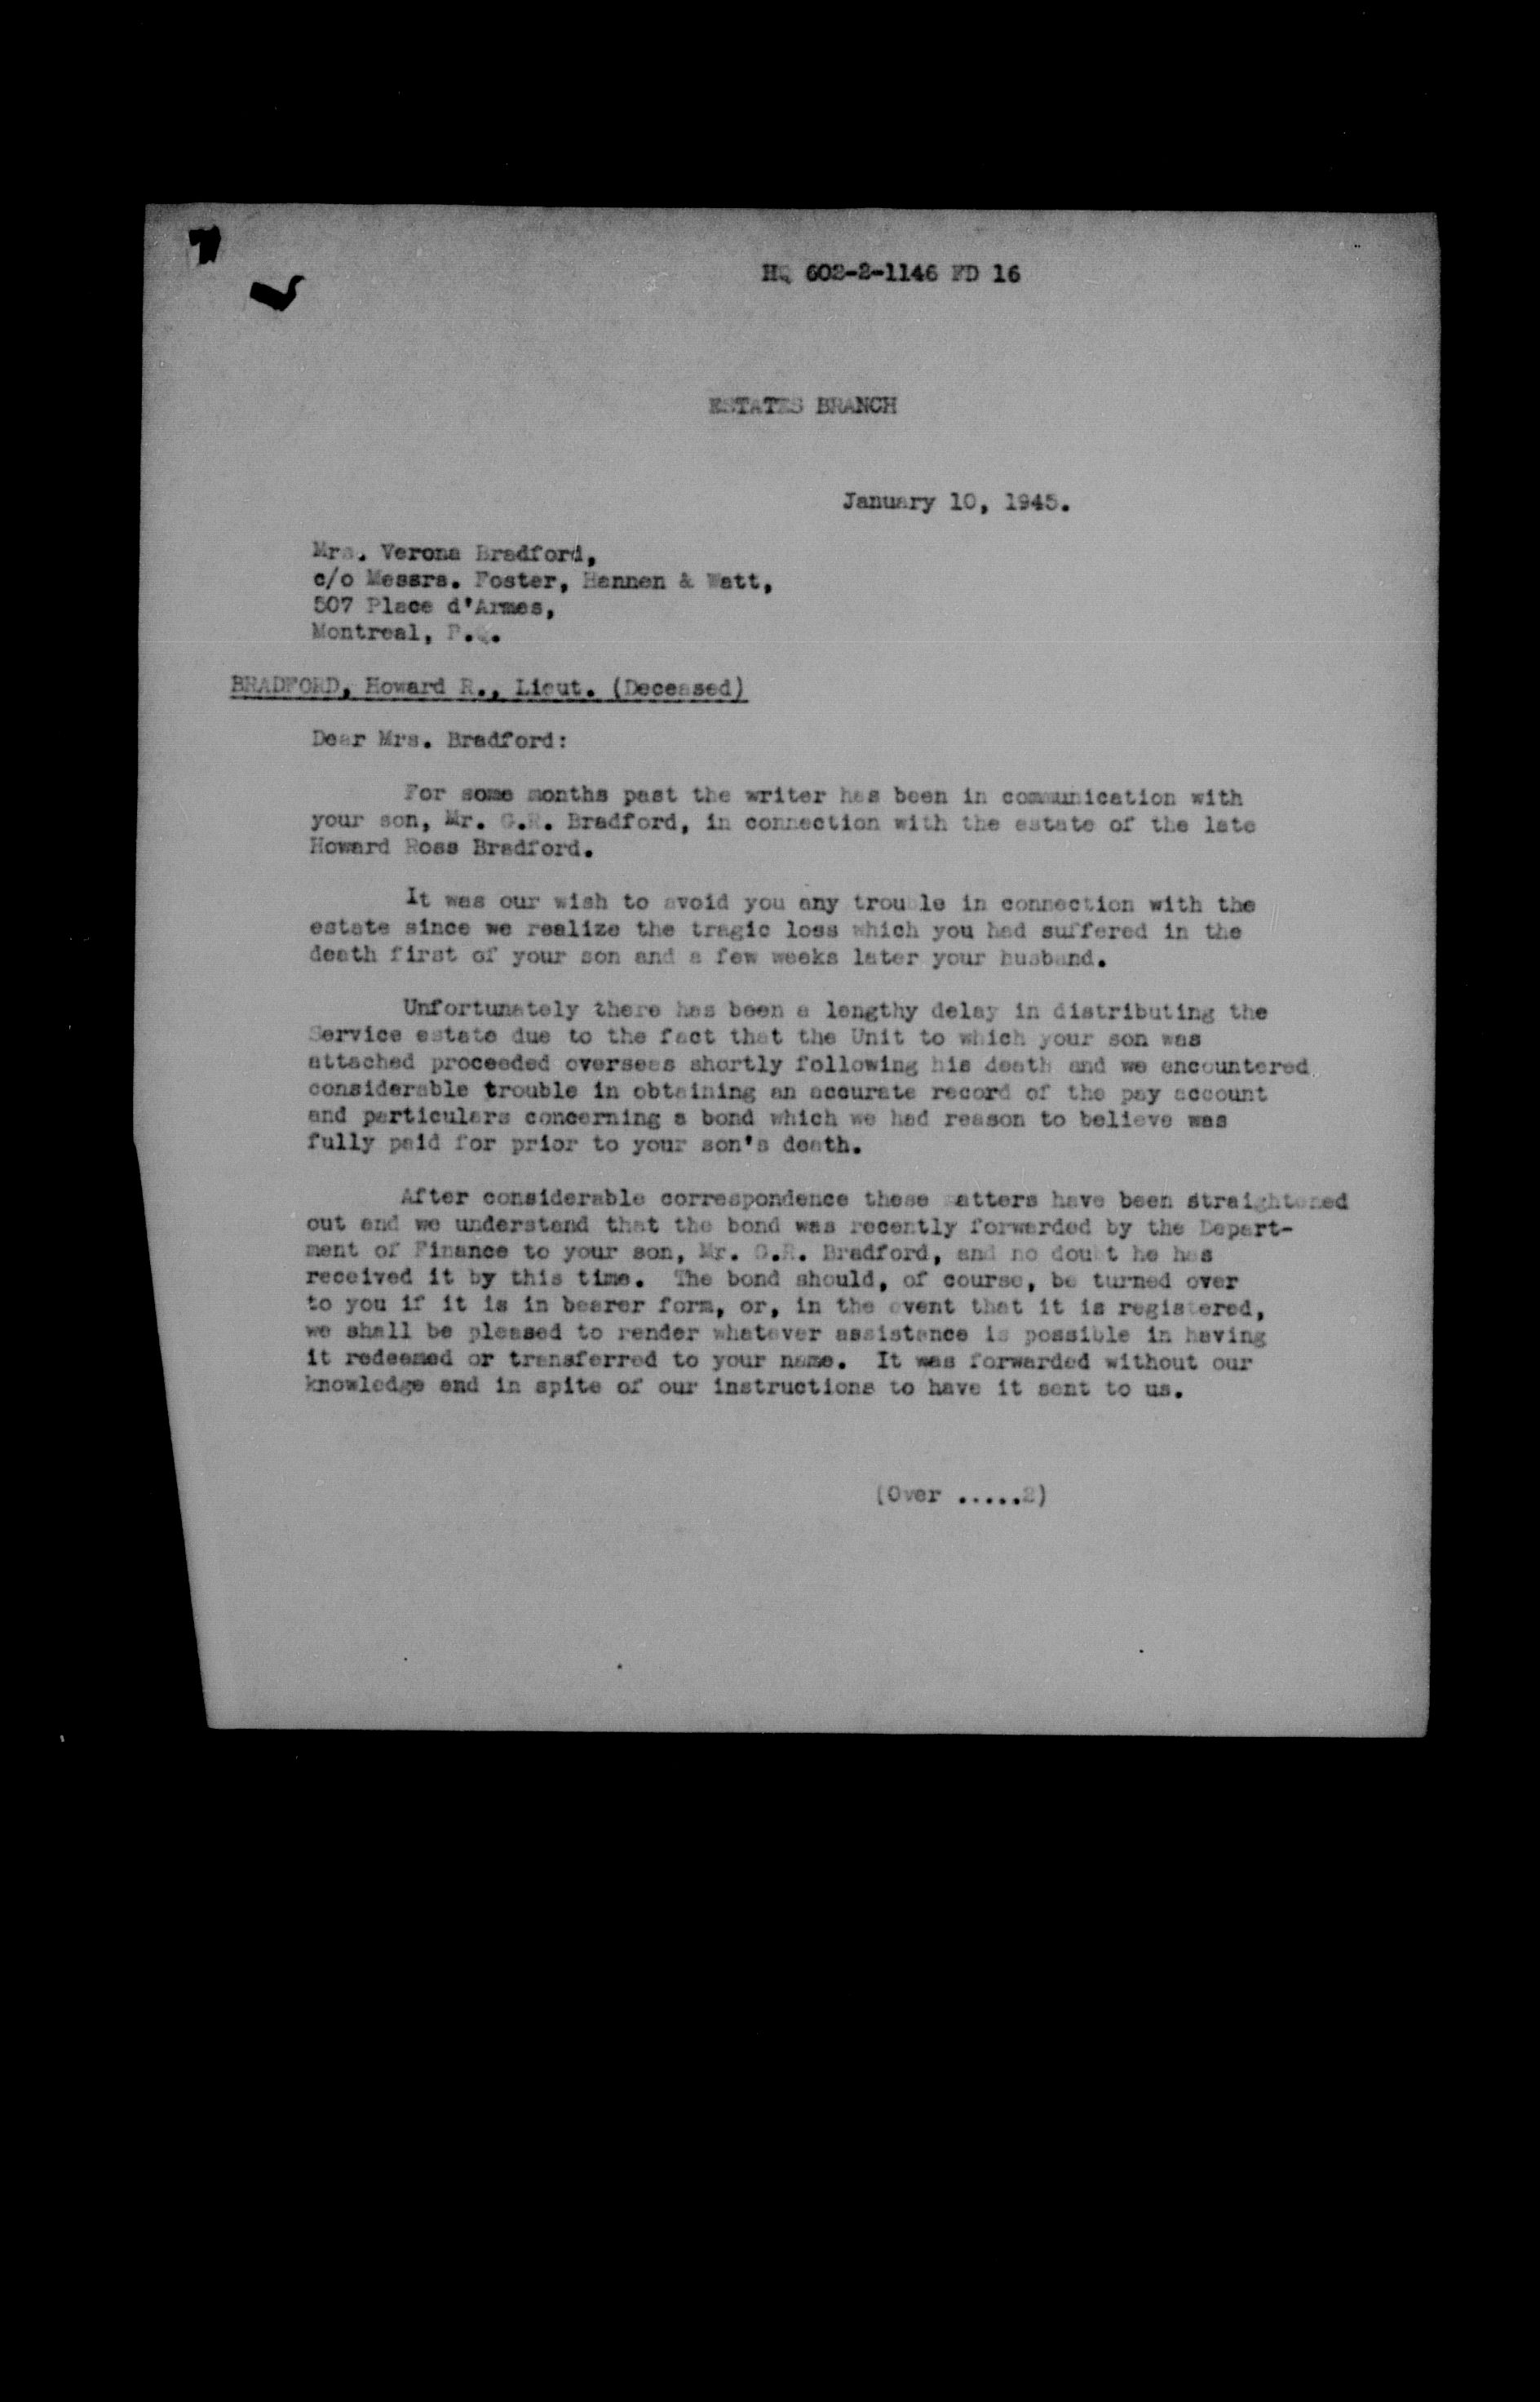 HQ 602-2-1146 FD 16
ESTATES BRANCH
January 10, 1945.
Mrs. Verona Bradford,
c/o Messrs. Foster, Hannen & Watt,
507 Place d'Armes,
Montreal, P.Q.
BRADFORD, Howard R., Lieut. (Deceased)
Dear Mrs. Bradford:
For some months past the writer has been in communication with
your son, Mr. G.R. Bradford, in connection with the estate of the late
Howard Ross Bradford.
It was our wish to avoid you any trouble in connection with the
estate since we realize the tragic loss which you had suffered in the
death first of your son and a few weeks later your husband.
Unfortunately there has been a lengthy delay in distributing the
Service estate due to the fact that the Unit to which your son was
attached proceeded overseas shortly following his death and we encountered
considerable trouble in obtaining an accurate record of the pay account
and particulars concerning a bond which we had reason to believe was
fully paid for prior to your son's death.
After considerable correspondence these matters have been straightened
out and we understand that the bond was recently forwarded by the Depart-
ment of Finance to your son, Mr. G.R. Bradford, and no doubt he has
received it by this time. The bond should, of course, be turned over
to you if it is in bearer form, or, in the event that it is registered,
we shall be pleased to render whatever assistance is possible in having
it redeemed or transferred to your name. It was forwarded without our
knowledge and in spite of our instructions to have it sent to us.
(Over .....2)